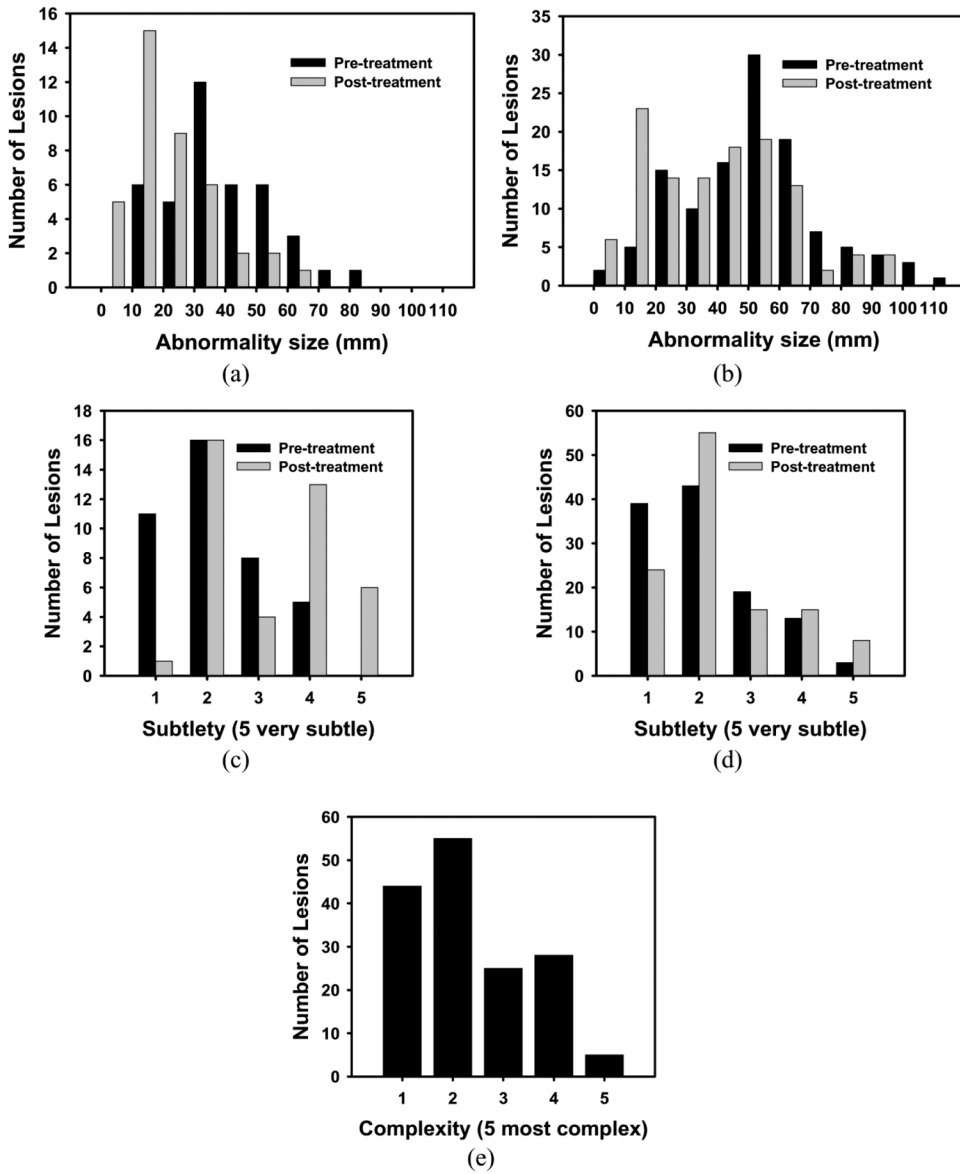 16
14
12
10
8
6
4
2
0
Number of Lesions
Pre-treatment
Post-treatment
0 10 20 30 40 50 60 70 80 90 100 110
Abnormality size (mm)
(a)
35
30
25
20
15
10
5
0
Number of Lesions
Pre-treatment
Post-treatment
0 10 20 30 40 50 60 70 80 90 100 110
Abnormality size (mm)
(b)
18
16
14
12
10
8
6
4
2
0
Number of Lesions
Pre-treatment
Post-treatment
1 2 3 4 5
Subtlety (5 very subtle)
(c)
60
50
40
30
20
10
0
Number of Lesions
Pre-treatment
Post-treatment
1 2 3 4 5
Subtlety (5 very subtle)
(d)
60
50
40
30
20
10
0
Number of Lesions
1 2 3 4 5
Complexity (5 most complex)
(e)